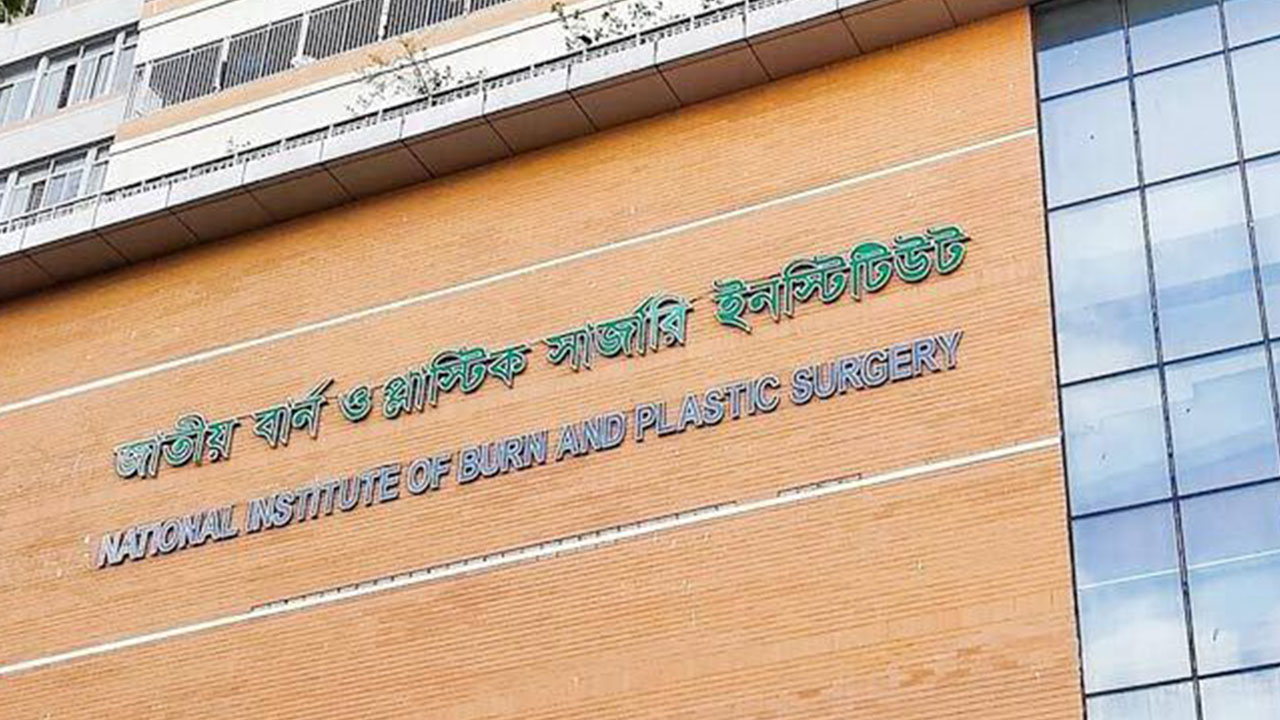 জাতীয় বার্ন ও প্লাস্টিক সার্জারি ইনস্টিটিউট
NATIONAL INSTITUTE OF BURN AND PLASTIC SURGERY